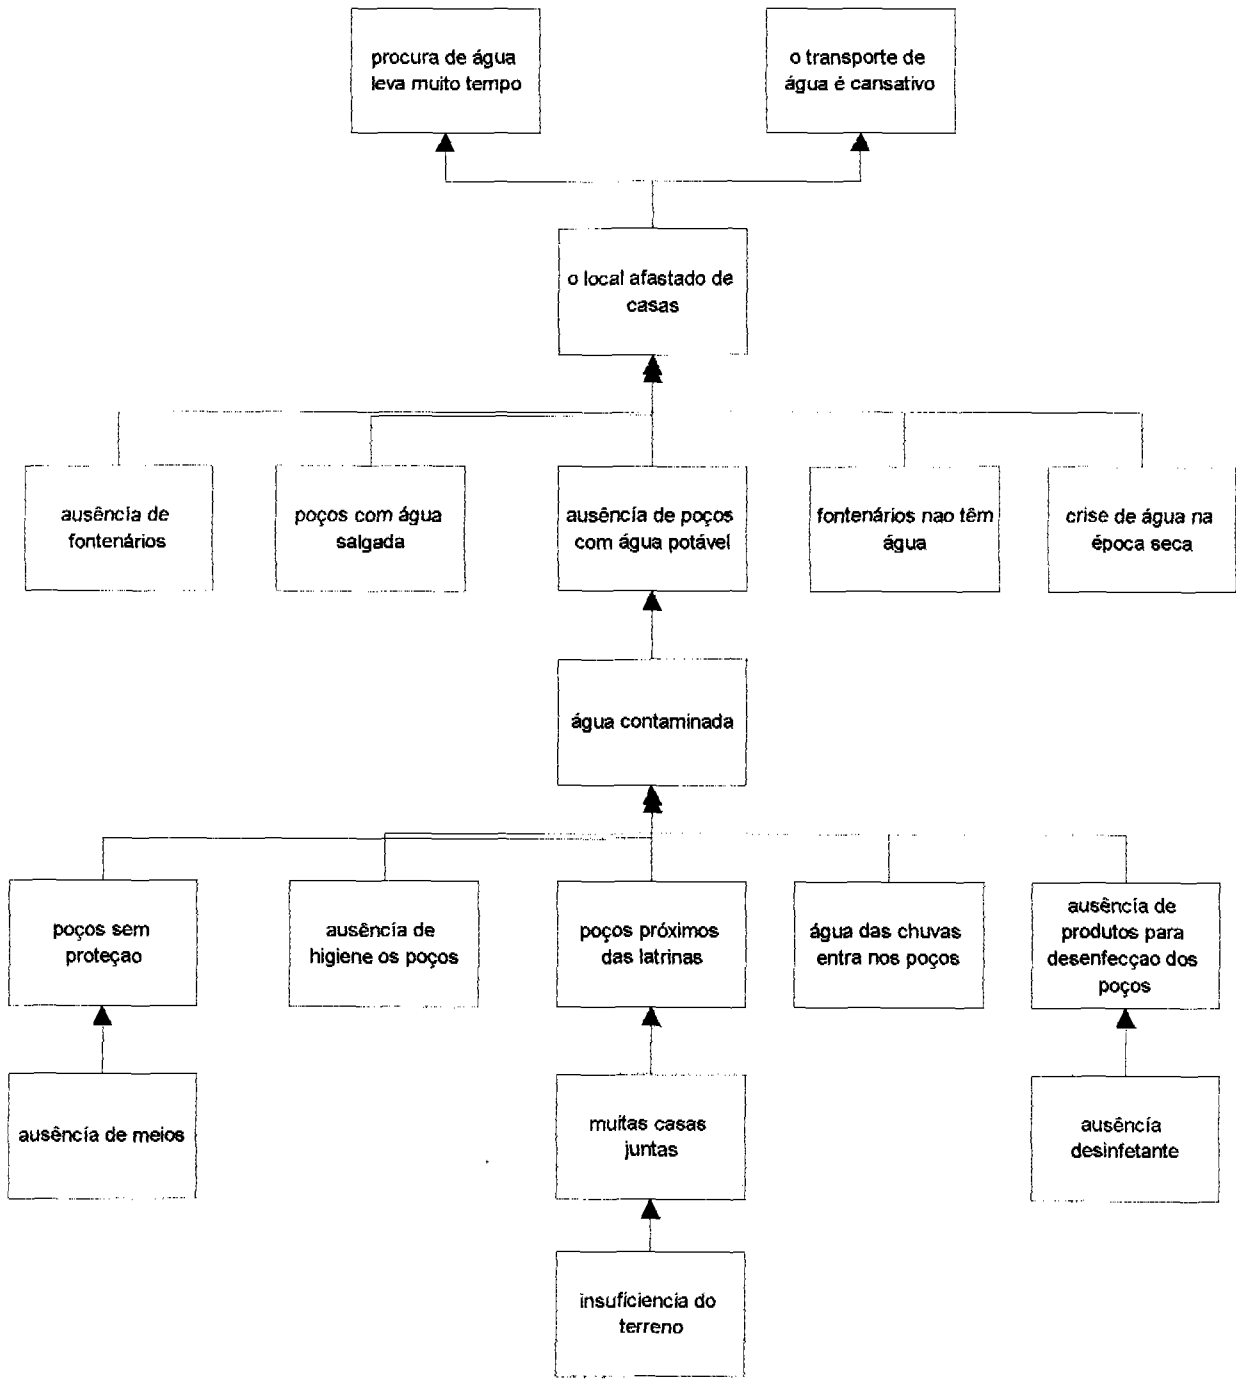 procura de água
leva muito tempo
o transporte de
água é cansativo
o local afastado de
casas
ausência de
fontenários
poços com água
salgada
ausência de poços
com água potável
fontenários nao têm
água
crise de água na
época seca
água contaminada
poços sem
proteçao
ausência de
higiene os poços
poços próximos
das latrinas
água das chuvas
entra nos poços
ausência de
produtos para
desenfecçao dos
poços
ausência de meios
muitas casas
juntas
ausência
desinfetante
insuficiencia do
terreno